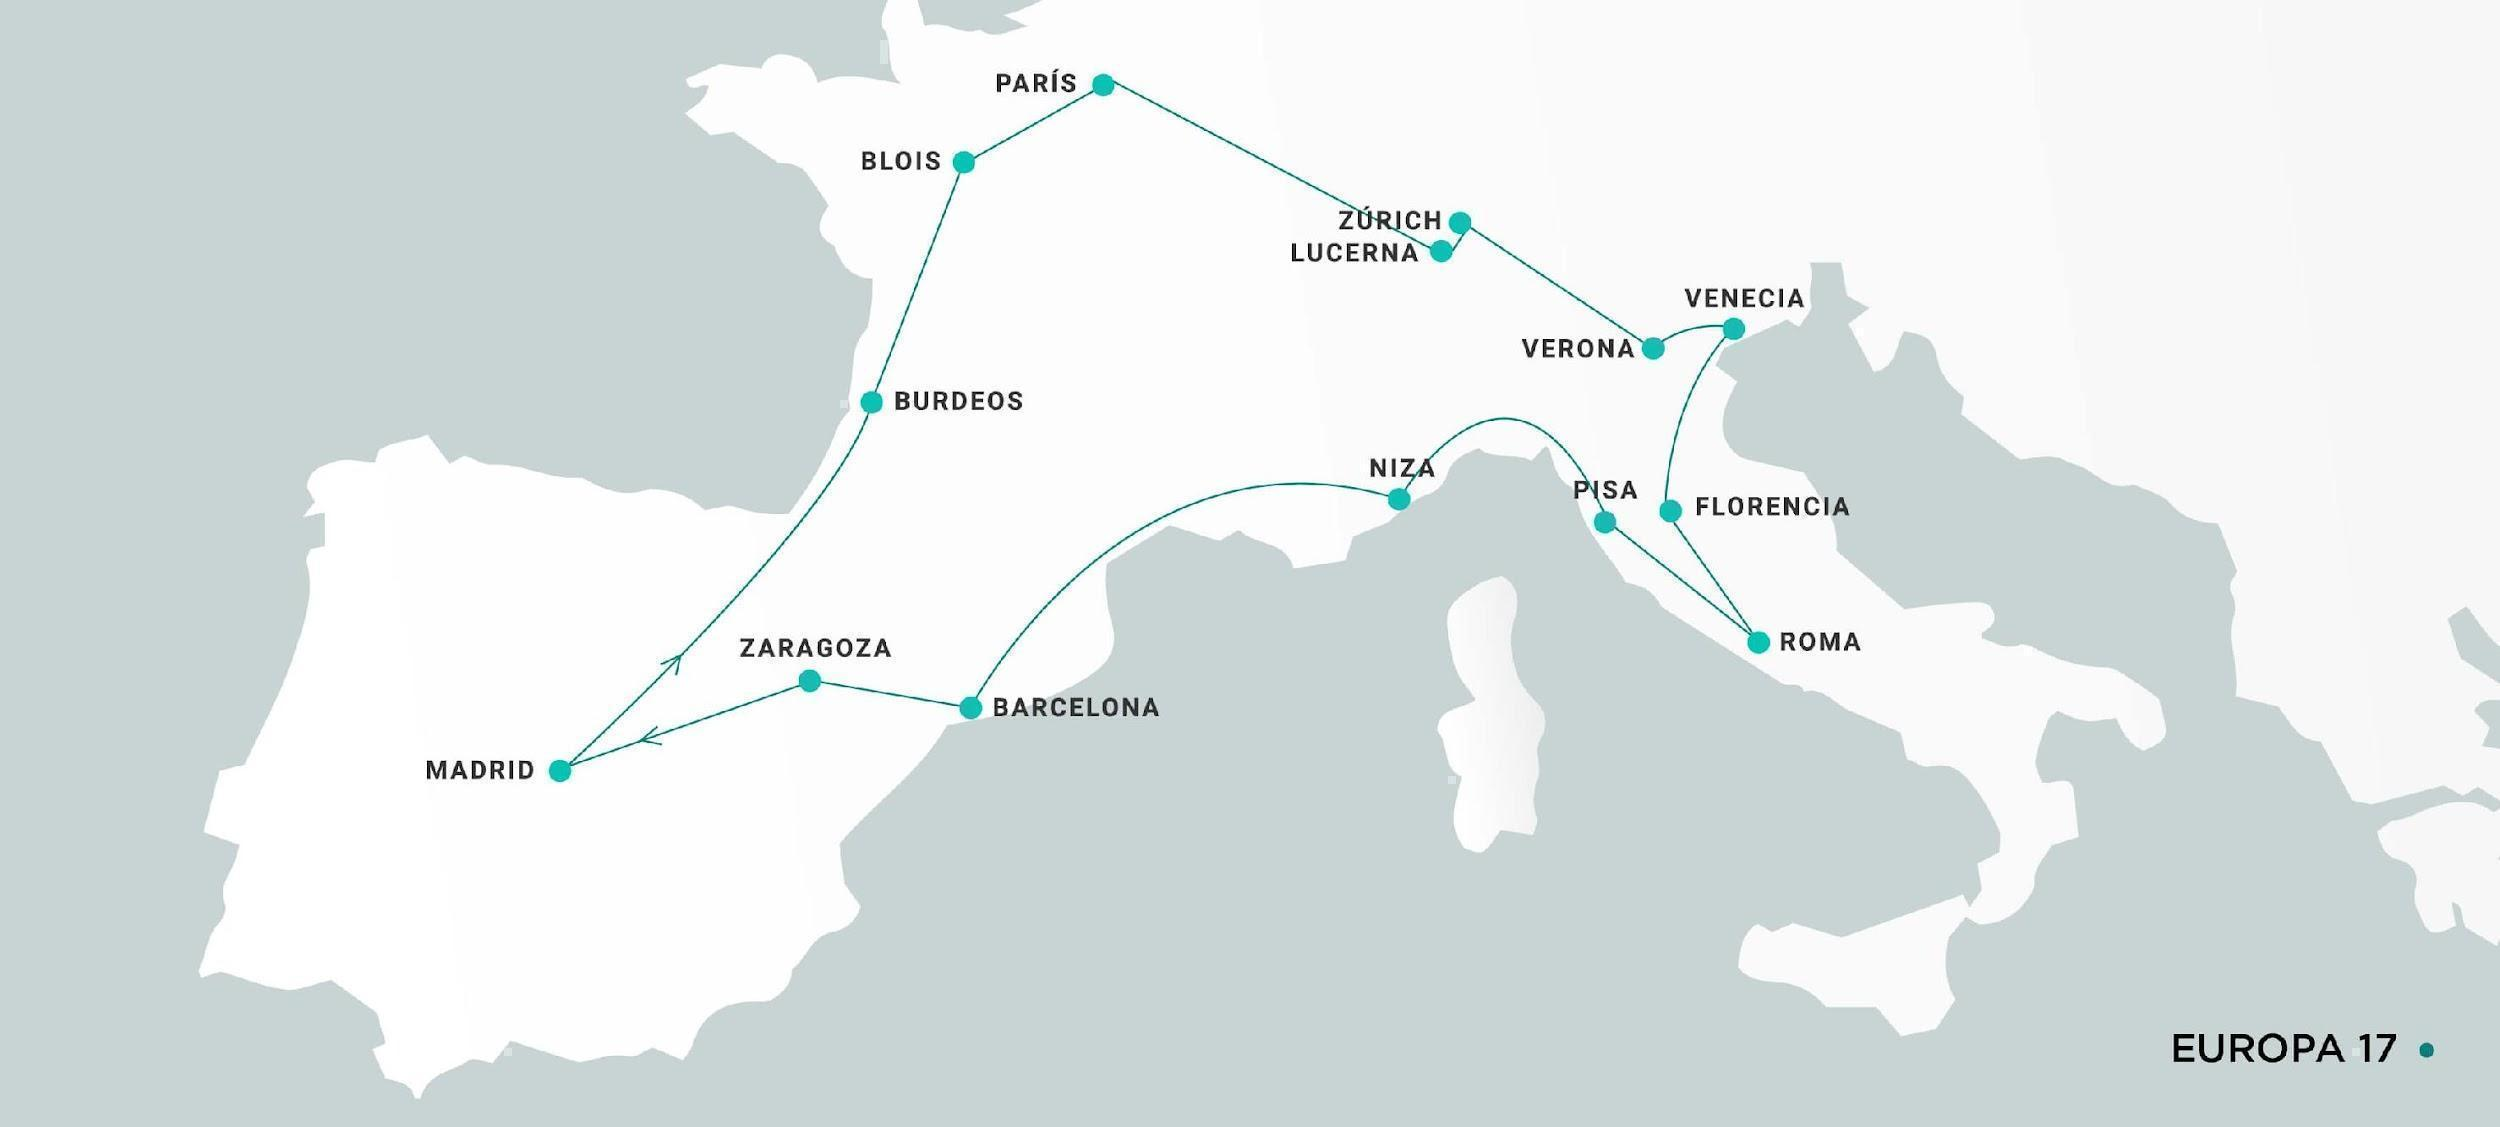 PARÍS
BLOIS
ZÚRICH
LUCERNA
VENECIA
VERONA
BURDEOS
NIZA
PISA
FLORENCIA
ZARAGOZA
ROMA
BARCELONA
MADRID
EUROPA 17